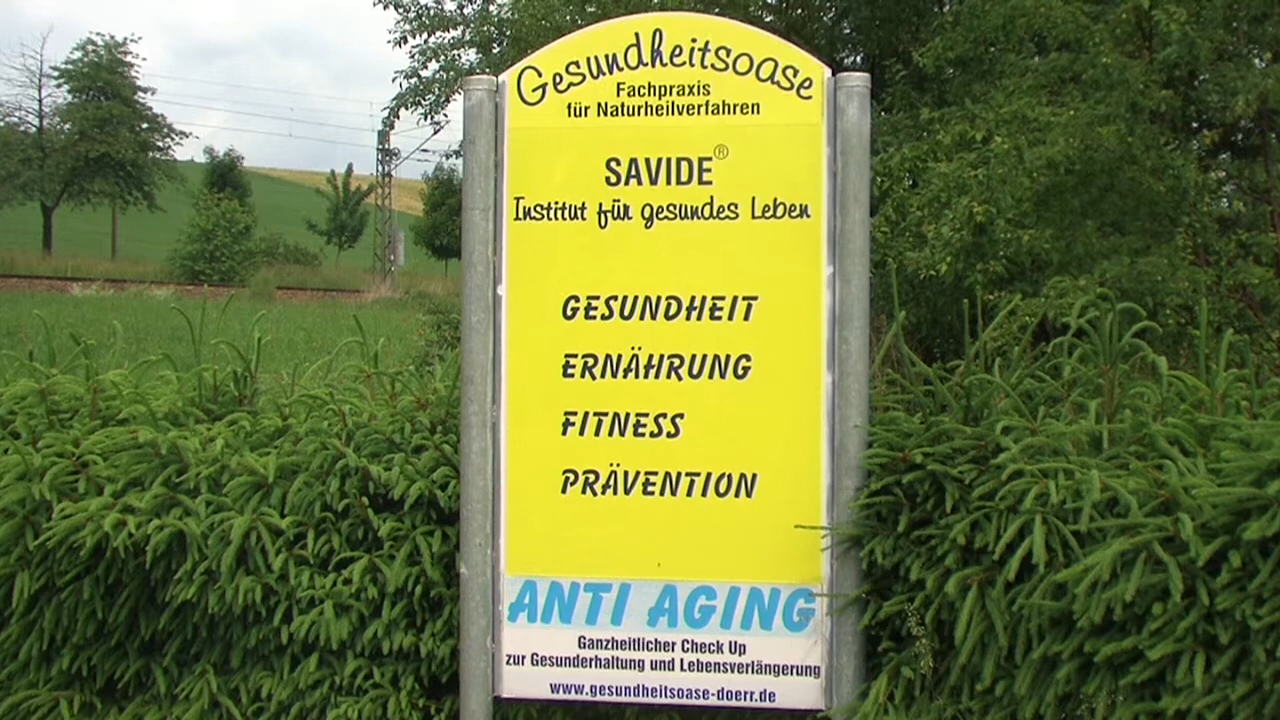 Gesundheitsoase
Fachpraxis
für Naturheilverfahren
SAVIDE®
Institut für gesundes Leben
GESUNDHEIT
ERNÄHRUNG
FITNESS
PRÄVENTION
ANTI AGING
Ganzheitlicher Check Up
zur Gesunderhaltung und Lebensverlängerung
www.gesundheitsoase-doerr.de